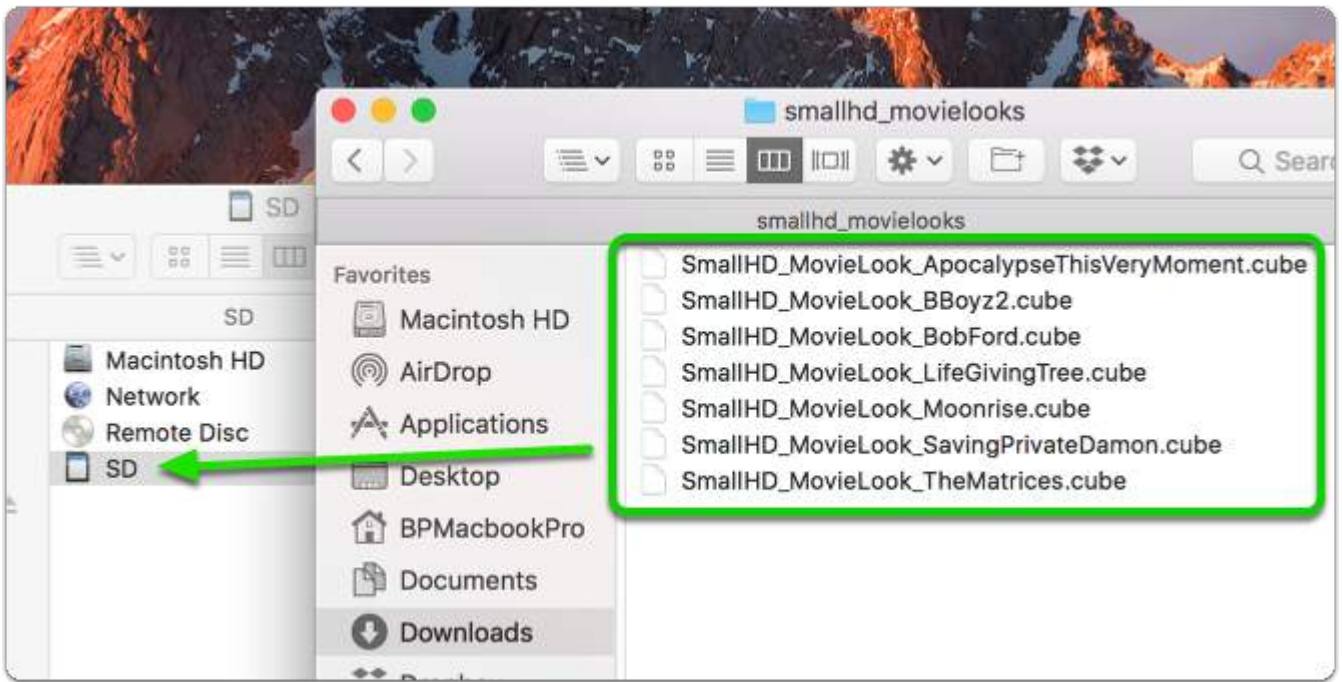 smallhd_movielooks
Sear
SD
smallhd_movielooks
SD
Macintosh HD
Network
Remote Disc
SD
Favorites
Macintosh HD
AirDrop
Applications
Desktop
BPMacbookPro
Documents
Downloads
SmallHD_MovieLook_ApocalypseThisVeryMoment.cube
SmallHD_MovieLook_BBoyz2.cube
SmallHD_MovieLook_BobFord.cube
SmallHD_MovieLook_LifeGivingTree.cube
SmallHD_MovieLook_Moonrise.cube
SmallHD_MovieLook_SavingPrivateDamon.cube
SmallHD_MovieLook_TheMatrices.cube